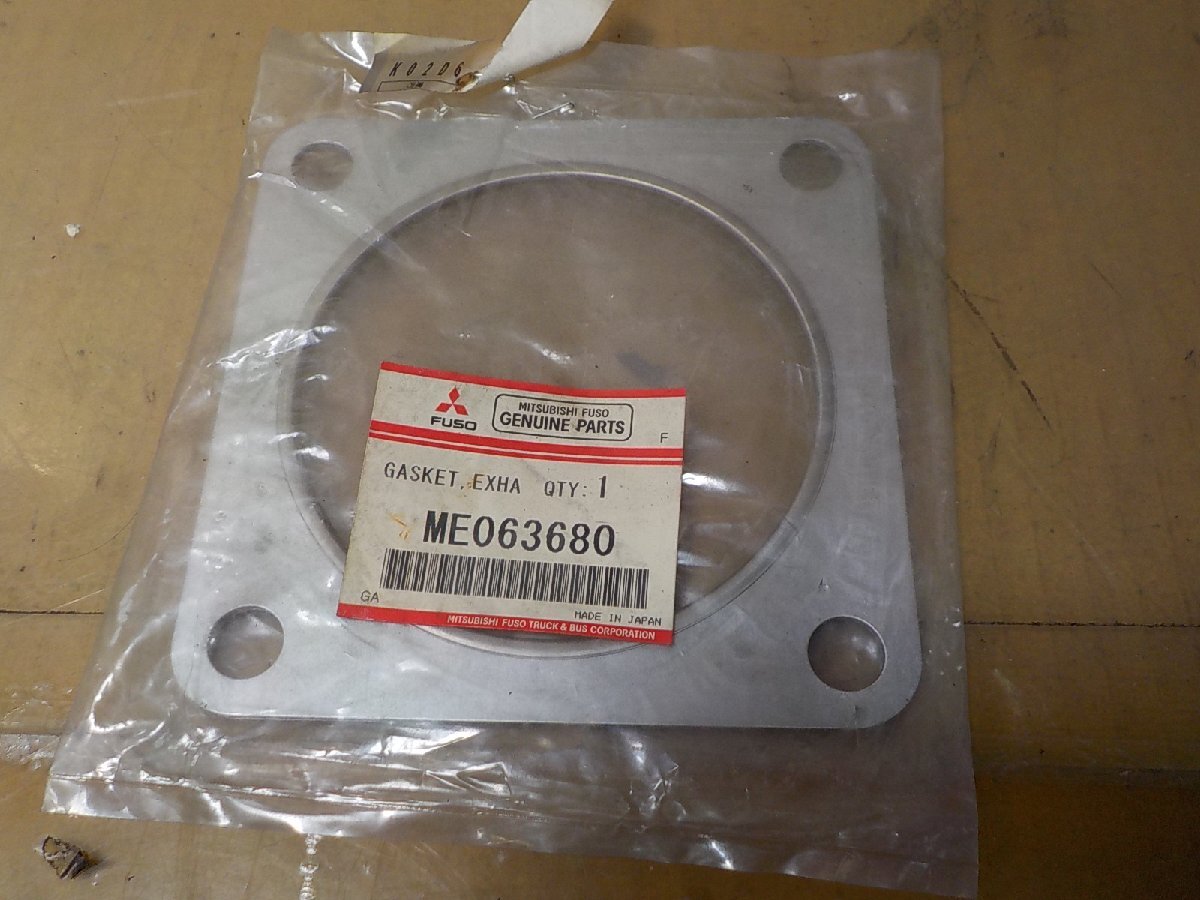 K0206
FUSO
MITSUBISHI FUSO
GENUINE PARTS
F
GASKET,EXHA QTY:1
ME063680
GA
MADE IN JAPAN
MITSUBISHI FUSO TRUCK & BUS CORPORATION